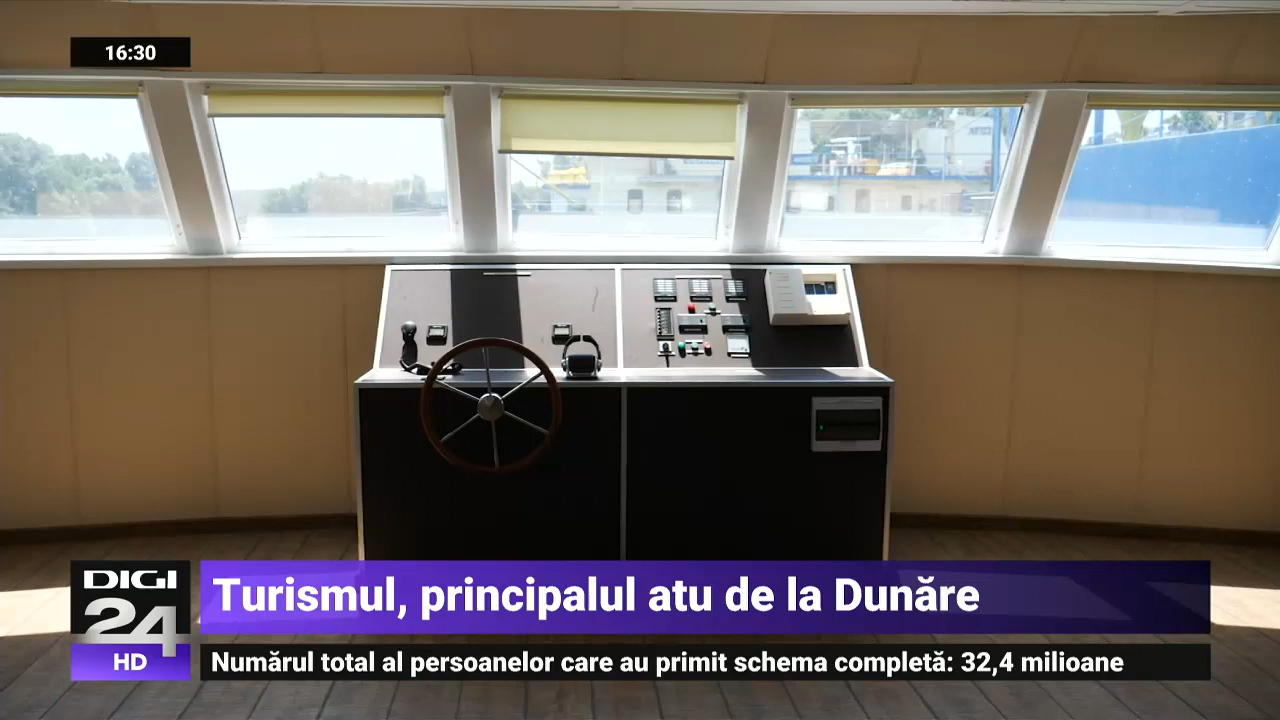 16:30
DIGI
24
HD
Turismul, principalul atu de la Dunăre
Numărul total al persoanelor care au primit schema completă: 32,4 milioane